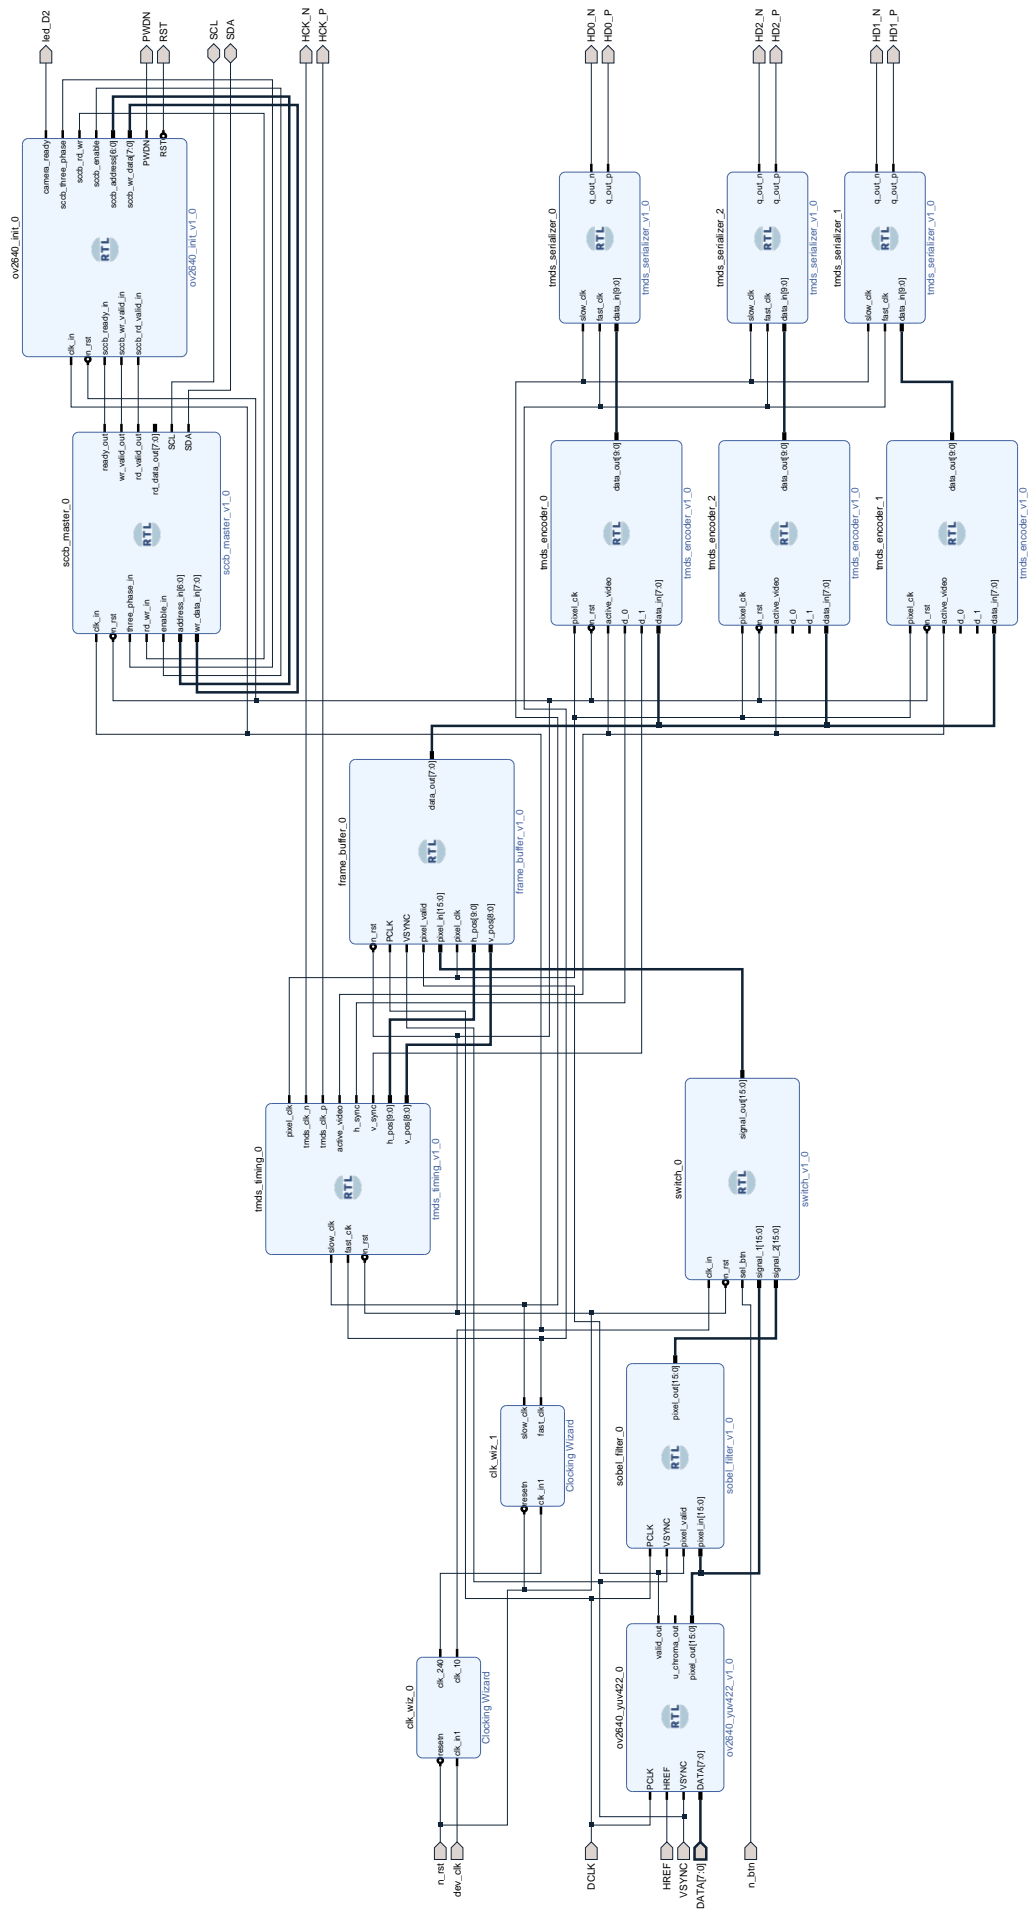 n_rst
dev_clk
DCLK
HREF
VSYNC
DATA[7:0]
n_btn
clk_wiz_0
resetn
clk_in1
clk_240
clk_10
Clocking Wizard
ov2640_yuv422_0
PCLK
HREF
VSYNC
DATA[7:0]
valid_out
u_chroma_out
pixel_out[15:0]
RTL
ov2640_yuv422_v1_0
clk_wiz_1
resetn
clk_in1
slow_clk
fast_clk
Clocking Wizard
sobel_filter_0
PCLK
VSYNC
pixel_valid
pixel_in[15:0]
pixel_out[15:0]
RTL
sobel_filter_v1_0
tmds_timing_0
slow_clk
fast_clk
n_rst
pixel_clk
tmds_clk_n
tmds_clk_p
active_video
h_sync
v_sync
h_pos[9:0]
v_pos[8:0]
RTL
tmds_timing_v1_0
switch_0
clk_in
n_rst
sel_btn
signal_1[15:0]
signal_2[15:0]
signal_out[15:0]
RTL
switch_v1_0
frame_buffer_0
n_rst
PCLK
VSYNC
pixel_valid
pixel_in[15:0]
pixel_clk
h_pos[9:0]
v_pos[8:0]
data_out[7:0]
RTL
frame_buffer_v1_0
sccb_master_0
clk_in
n_rst
three_phase_in
rd_wr_in
enable_in
address_in[6:0]
wr_data_in[7:0]
ready_out
wr_valid_out
rd_valid_out
rd_data_out[7:0]
SCL
SDA
RTL
sccb_master_v1_0
tmds_encoder_0
pixel_clk
n_rst
active_video
d_0
d_1
data_in[7:0]
data_out[9:0]
RTL
tmds_encoder_v1_0
tmds_encoder_2
pixel_clk
n_rst
active_video
d_0
d_1
data_in[7:0]
data_out[9:0]
RTL
tmds_encoder_v1_0
tmds_encoder_1
pixel_clk
n_rst
active_video
d_0
d_1
data_in[7:0]
data_out[9:0]
RTL
tmds_encoder_v1_0
ov2640_init_0
clk_in
n_rst
sccb_ready_in
sccb_wr_valid_in
sccb_rd_valid_in
camera_ready
sccb_three_phase
sccb_rd_wr
sccb_enable
sccb_address[6:0]
sccb_wr_data[7:0]
PWDN
RST
RTL
ov2640_init_v1_0
tmds_serializer_0
slow_clk
fast_clk
data_in[9:0]
q_out_n
q_out_p
RTL
tmds_serializer_v1_0
tmds_serializer_2
slow_clk
fast_clk
data_in[9:0]
q_out_n
q_out_p
RTL
tmds_serializer_v1_0
tmds_serializer_1
slow_clk
fast_clk
data_in[9:0]
q_out_n
q_out_p
RTL
tmds_serializer_v1_0
led_D2
PWDN
RST
SCL
SDA
HCK_N
HCK_P
HD0_N
HD0_P
HD2_N
HD2_P
HD1_N
HD1_P